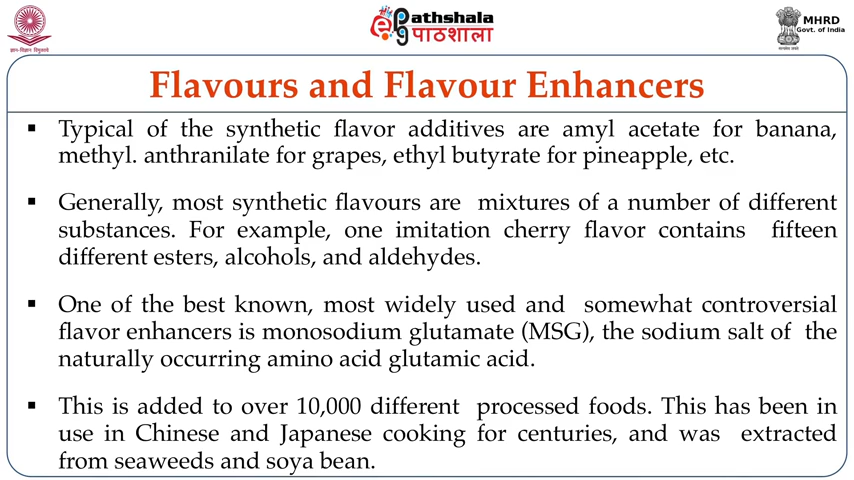 ज्ञान-विज्ञान विमुक्तये
ePathshala
पाठशाला
MHRD
Govt. of India
सत्यमेव जयते
Flavours and Flavour Enhancers
▪ Typical of the synthetic flavor additives are amyl acetate for banana,
methyl. anthranilate for grapes, ethyl butyrate for pineapple, etc.
▪ Generally, most synthetic flavours are mixtures of a number of different
substances. For example, one imitation cherry flavor contains fifteen
different esters, alcohols, and aldehydes.
▪ One of the best known, most widely used and somewhat controversial
flavor enhancers is monosodium glutamate (MSG), the sodium salt of the
naturally occurring amino acid glutamic acid.
▪ This is added to over 10,000 different processed foods. This has been in
use in Chinese and Japanese cooking for centuries, and was extracted
from seaweeds and soya bean.